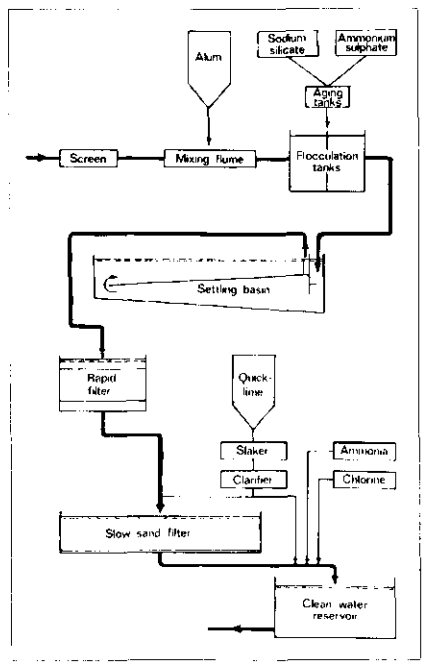 Alum
Sodium
silicate
Ammonium
sulphate
Aging
tanks
Screen
Mixing flume
Flocculation
tanks
Settling basin
Rapid
filter
Quick-
lime
Slaker
Clarifier
Ammonia
Chlorine
Slow sand filter
Clean water
reservoir